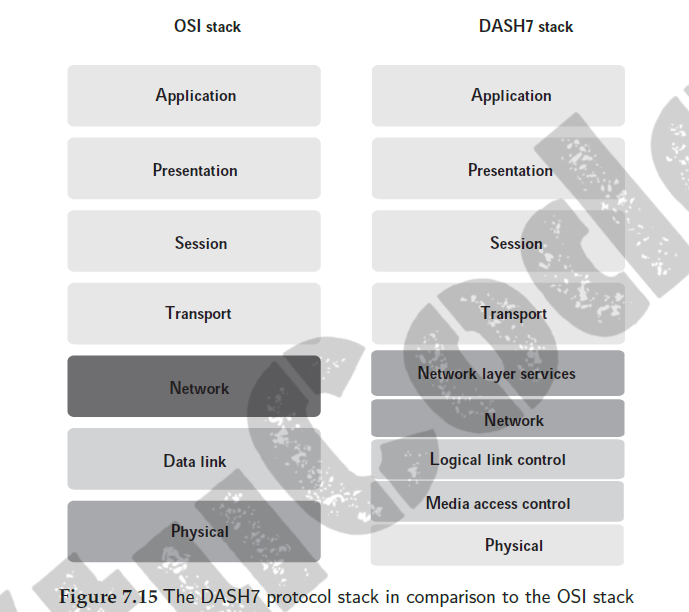 OSI stack
DASH7 stack
Application
Application
Presentation
Presentation
Session
Session
Transport
Transport
Network
Network layer services
Network
Data link
Logical link control
Media access control
Physical
Physical
Figure 7.15 The DASH7 protocol stack in comparison to the OSI stack